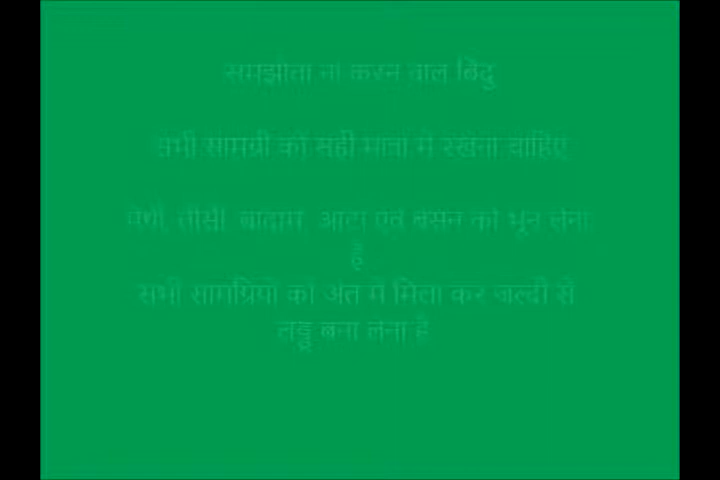 समझौता ना करने वाले बिंदु
सभी सामग्री को सही मात्रा में रखना चाहिए
मेथी, तीसी, बादाम, आटा एवं बेसन को भून लेना
है
सभी सामग्रियों को अंत में मिला कर जल्दी से
लड्डू बना लेना है